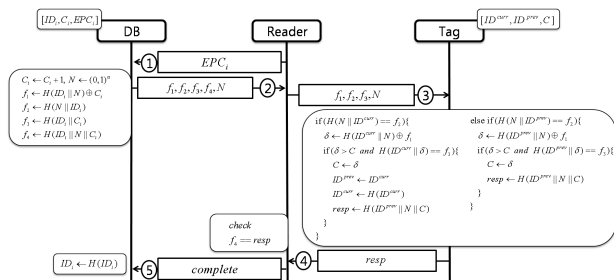 [ID_i, C_i, EPC_i]
[ID^curr, ID^prev, C]
DB
Reader
Tag
① EPC_i
C_i ← C_i + 1, N ← (0,1)^n
f_1 ← H(ID_i || N) ⊕ C_i
f_2 ← H(N || ID_i)
f_3 ← H(ID_i || C_i)
f_4 ← H(ID_i || N || C_i)
f_1, f_2, f_3, f_4, N ②
f_1, f_2, f_3, N ③
if (H(N || ID^curr) == f_2){
δ ← H(ID^curr || N) ⊕ f_1
if (δ > C and H(ID^curr || δ) == f_3){
C ← δ
ID^prev ← ID^curr
ID^curr ← H(ID^curr)
resp ← H(ID^prev || N || C)
}
}
else if (H(N || ID^prev) == f_2){
δ ← H(ID^prev || N) ⊕ f_1
if (δ > C and H(ID^prev || δ) == f_3){
C ← δ
resp ← H(ID^prev || N || C)
}
}
check
f_4 == resp
④ resp
ID_i ← H(ID_i)
⑤ complete